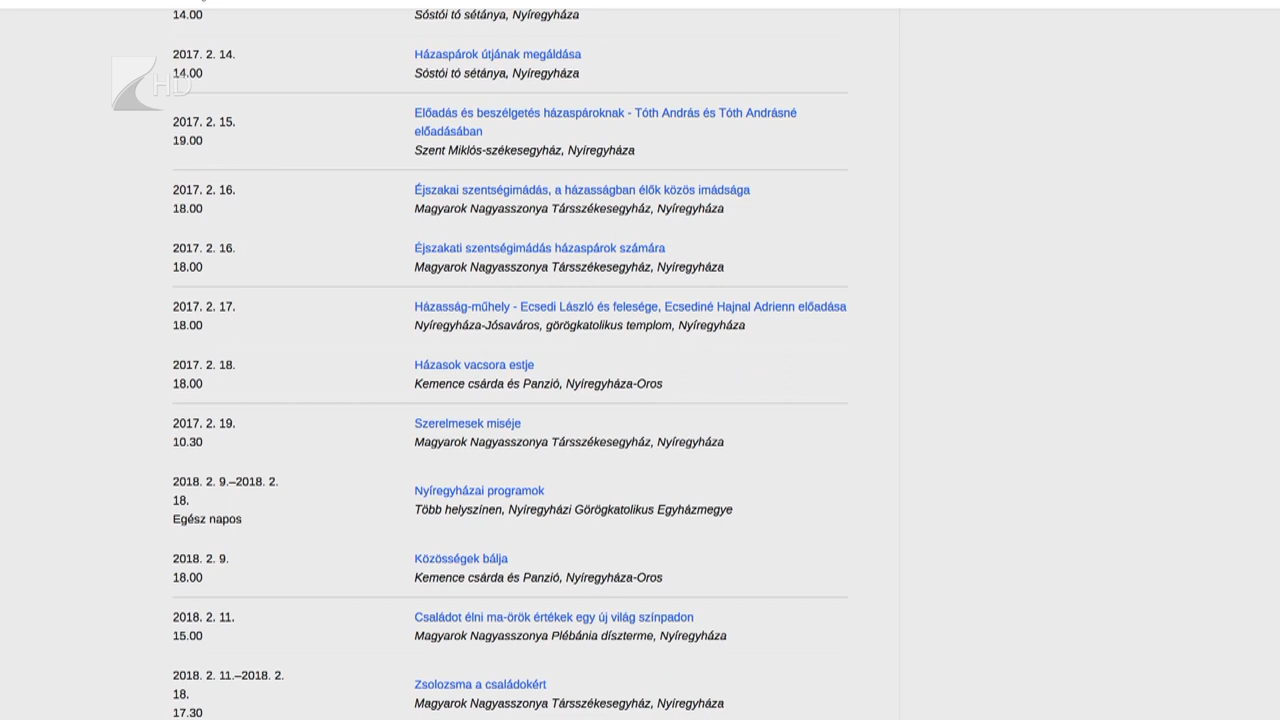 14.00
Sóstói tó sétánya, Nyíregyháza
2017. 2. 14.
14.00
Házaspárok útjának megáldása
Sóstói tó sétánya, Nyíregyháza
HD
2017. 2. 15.
19.00
Előadás és beszélgetés házaspároknak - Tóth András és Tóth Andrásné
előadásában
Szent Miklós-székesegyház, Nyíregyháza
2017. 2. 16.
18.00
Éjszakai szentségimádás, a házasságban élők közös imádsága
Magyarok Nagyasszonya Társszékesegyház, Nyíregyháza
2017. 2. 16.
18.00
Éjszakati szentségimádás házaspárok számára
Magyarok Nagyasszonya Társszékesegyház, Nyíregyháza
2017. 2. 17.
18.00
Házasság-műhely - Ecsedi László és felesége, Ecsediné Hajnal Adrienn előadása
Nyíregyháza-Jósaváros, görögkatolikus templom, Nyíregyháza
2017. 2. 18.
18.00
Házasok vacsora estje
Kemence csárda és Panzió, Nyíregyháza-Oros
2017. 2. 19.
10.30
Szerelmesek miséje
Magyarok Nagyasszonya Társszékesegyház, Nyíregyháza
2018. 2. 9.–2018. 2.
18.
Egész napos
Nyíregyházai programok
Több helyszínen, Nyíregyházi Görögkatolikus Egyházmegye
2018. 2. 9.
18.00
Közösségek bálja
Kemence csárda és Panzió, Nyíregyháza-Oros
2018. 2. 11.
15.00
Családot élni ma-örök értékek egy új világ színpadon
Magyarok Nagyasszonya Plébánia díszterme, Nyíregyháza
2018. 2. 11.–2018. 2.
18.
17.30
Zsolozsma a családokért
Magyarok Nagyasszonya Társszékesegyház, Nyíregyháza